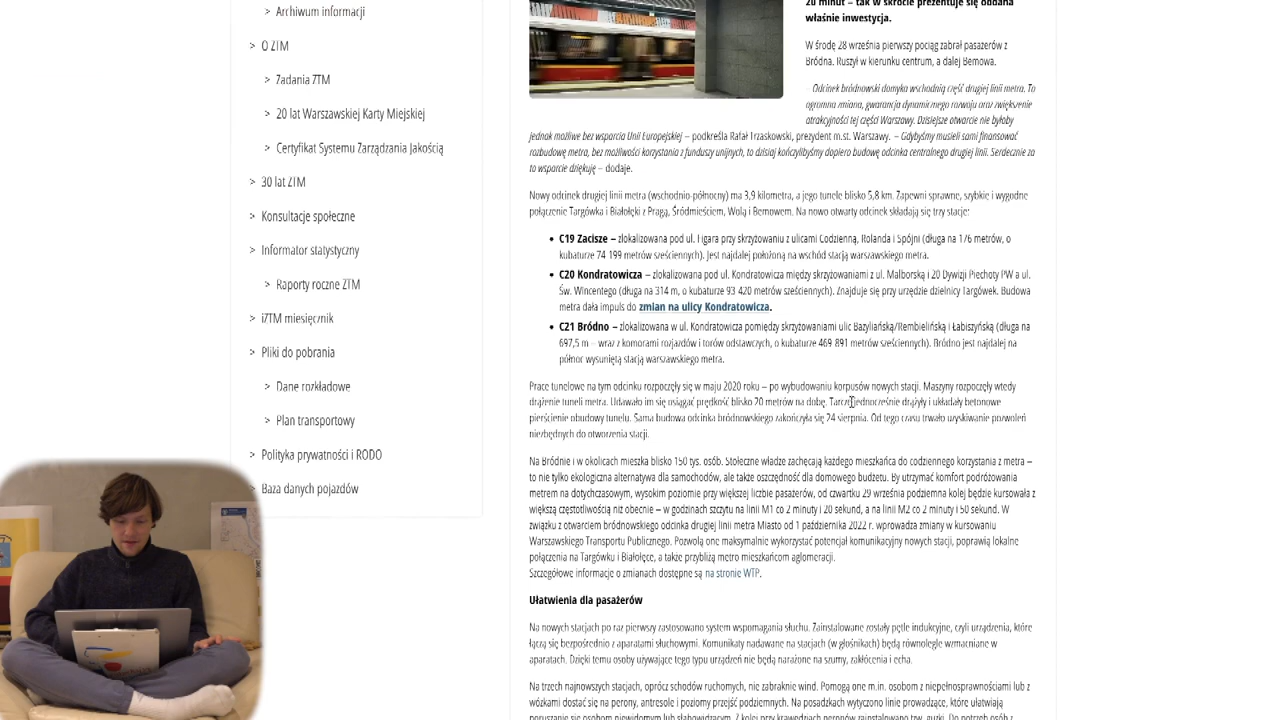 > Archiwum informacji
> O ZTM
> Zadania ZTM
> 20 lat Warszawskiej Karty Miejskiej
> Certyfikat Systemu Zarządzania Jakością
> 30 lat ZTM
> Konsultacje społeczne
> Informator statystyczny
> Raporty roczne ZTM
> iZTM miesięcznik
> Pliki do pobrania
> Dane rozkładowe
> Plan transportowy
> Polityka prywatności i RODO
> Baza danych pojazdów
20 minut – tak w skrócie prezentuje się oddana
właśnie inwestycja.
W środę 28 września pierwszy pociąg zabrał pasażerów z
Bródna. Ruszył w kierunku centrum, a dalej Bemowa.
– Odcinek bródnowski domyka wschodnią część drugiej linii metra. To
ogromna zmiana, gwarancja dynamicznego rozwoju oraz zwiększenie
atrakcyjności tej części Warszawy. Dzisiejsze otwarcie nie byłoby
jednak możliwe bez wsparcia Unii Europejskiej – podkreśla Rafał Trzaskowski, prezydent m.st. Warszawy. – Gdybyśmy musieli sami finansować
rozbudowę metra, bez możliwości korzystania z funduszy unijnych, to dzisiaj kończylibyśmy dopiero budowę odcinka centralnego drugiej linii. Serdecznie za
to wsparcie dziękuję – dodaje.
Nowy odcinek drugiej linii metra (wschodnio-północny) ma 3,9 kilometra, a jego tunele blisko 5,8 km. Zapewni sprawne, szybkie i wygodne
połączenie Targówka i Białołęki z Pragą, Śródmieściem, Wolą i Bemowem. Na nowo otwarty odcinek składają się trzy stacje:
• C19 Zacisze – zlokalizowana pod ul. Figara przy skrzyżowaniu z ulicami Codzienną, Rolanda i Spójni (długa na 176 metrów, o
kubaturze 74 199 metrów sześciennych). Jest najdalej położoną na wschód stacją warszawskiego metra.
• C20 Kondratowicza – zlokalizowana pod ul. Kondratowicza między skrzyżowaniami z ul. Malborską i 20 Dywizji Piechoty PW a ul.
Św. Wincentego (długa na 314 m, o kubaturze 93 420 metrów sześciennych). Znajduje się przy urzędzie dzielnicy Targówek. Budowa
metra dała impuls do zmian na ulicy Kondratowicza.
• C21 Bródno – zlokalizowana w ul. Kondratowicza pomiędzy skrzyżowaniami ulic Bazyliańską/Rembielińską i Łabiszyńską (długa na
697,5 m – wraz z komorami rozjazdów i torów odstawczych, o kubaturze 469 891 metrów sześciennych). Bródno jest najdalej na
północ wysuniętą stacją warszawskiego metra.
Prace tunelowe na tym odcinku rozpoczęły się w maju 2020 roku – po wybudowaniu korpusów nowych stacji. Maszyny rozpoczęły wtedy
drążenie tuneli metra. Udawało im się osiągać prędkość blisko 20 metrów na dobę. Tarcze jednocześnie drążyły i układały betonowe
pierścienie obudowy tunelu. Sama budowa odcinka bródnowskiego zakończyła się 24 sierpnia. Od tego czasu trwało uzyskiwanie pozwoleń
niezbędnych do otworzenia stacji.
Na Bródnie i w okolicach mieszka blisko 150 tys. osób. Stołeczne władze zachęcają każdego mieszkańca do codziennego korzystania z metra –
to nie tylko ekologiczna alternatywa dla samochodów, ale także oszczędność dla domowego budżetu. By utrzymać komfort podróżowania
metrem na dotychczasowym, wysokim poziomie przy większej liczbie pasażerów, od czwartku 29 września podziemna kolej będzie kursowała z
większą częstotliwością niż obecnie – w godzinach szczytu na linii M1 co 2 minuty i 20 sekund, a na linii M2 co 2 minuty i 50 sekund. W
związku z otwarciem bródnowskiego odcinka drugiej linii metra Miasto od 1 października 2022 r. wprowadza zmiany w kursowaniu
Warszawskiego Transportu Publicznego. Pozwolą one maksymalnie wykorzystać potencjał komunikacyjny nowych stacji, poprawią lokalne
połączenia na Targówku i Białołęce, a także przybliżą metro mieszkańcom aglomeracji.
Szczegółowe informacje o zmianach dostępne są na stronie WTP.
Ułatwienia dla pasażerów
Na nowych stacjach po raz pierwszy zastosowano system wspomagania słuchu. Zainstalowane zostały pętle indukcyjne, czyli urządzenia, które
łączą się bezpośrednio z aparatami słuchowymi. Komunikaty nadawane na stacjach (w głośnikach) będą równolegle wzmacniane w
aparatach. Dzięki temu osoby używające tego typu urządzeń nie będą narażone na szumy, zakłócenia i echa.
Na trzech najnowszych stacjach, oprócz schodów ruchomych, nie zabraknie wind. Pomogą one m.in. osobom z niepełnosprawnościami lub z
wózkami dostać się na perony, antresole i poziomy przejść podziemnych. Na posadzkach wytyczono linie prowadzące, które ułatwiają
poruszanie się osobom niewidomym lub słabowidzącym. Z kolei przy krawędziach peronów zainstalowano tzw. guzki. Do potrzeb osób z